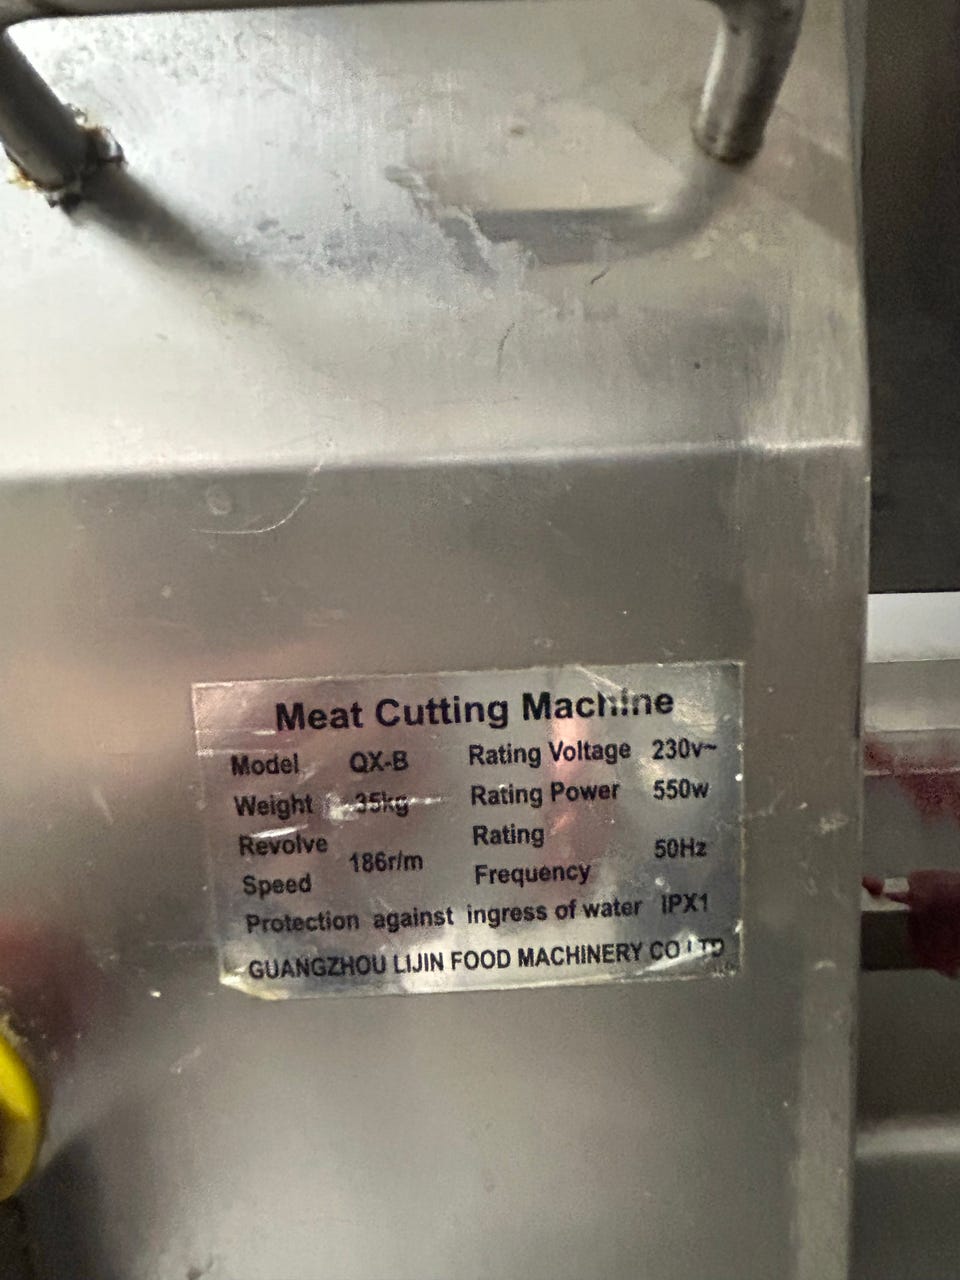 Meat Cutting Machine
Model QX-B Rating Voltage 230v~
Weight 35kg Rating Power 550w
Revolve Speed 186r/m Rating Frequency 50Hz
Protection against ingress of water IPX1
GUANGZHOU LIJIN FOOD MACHINERY CO LTD